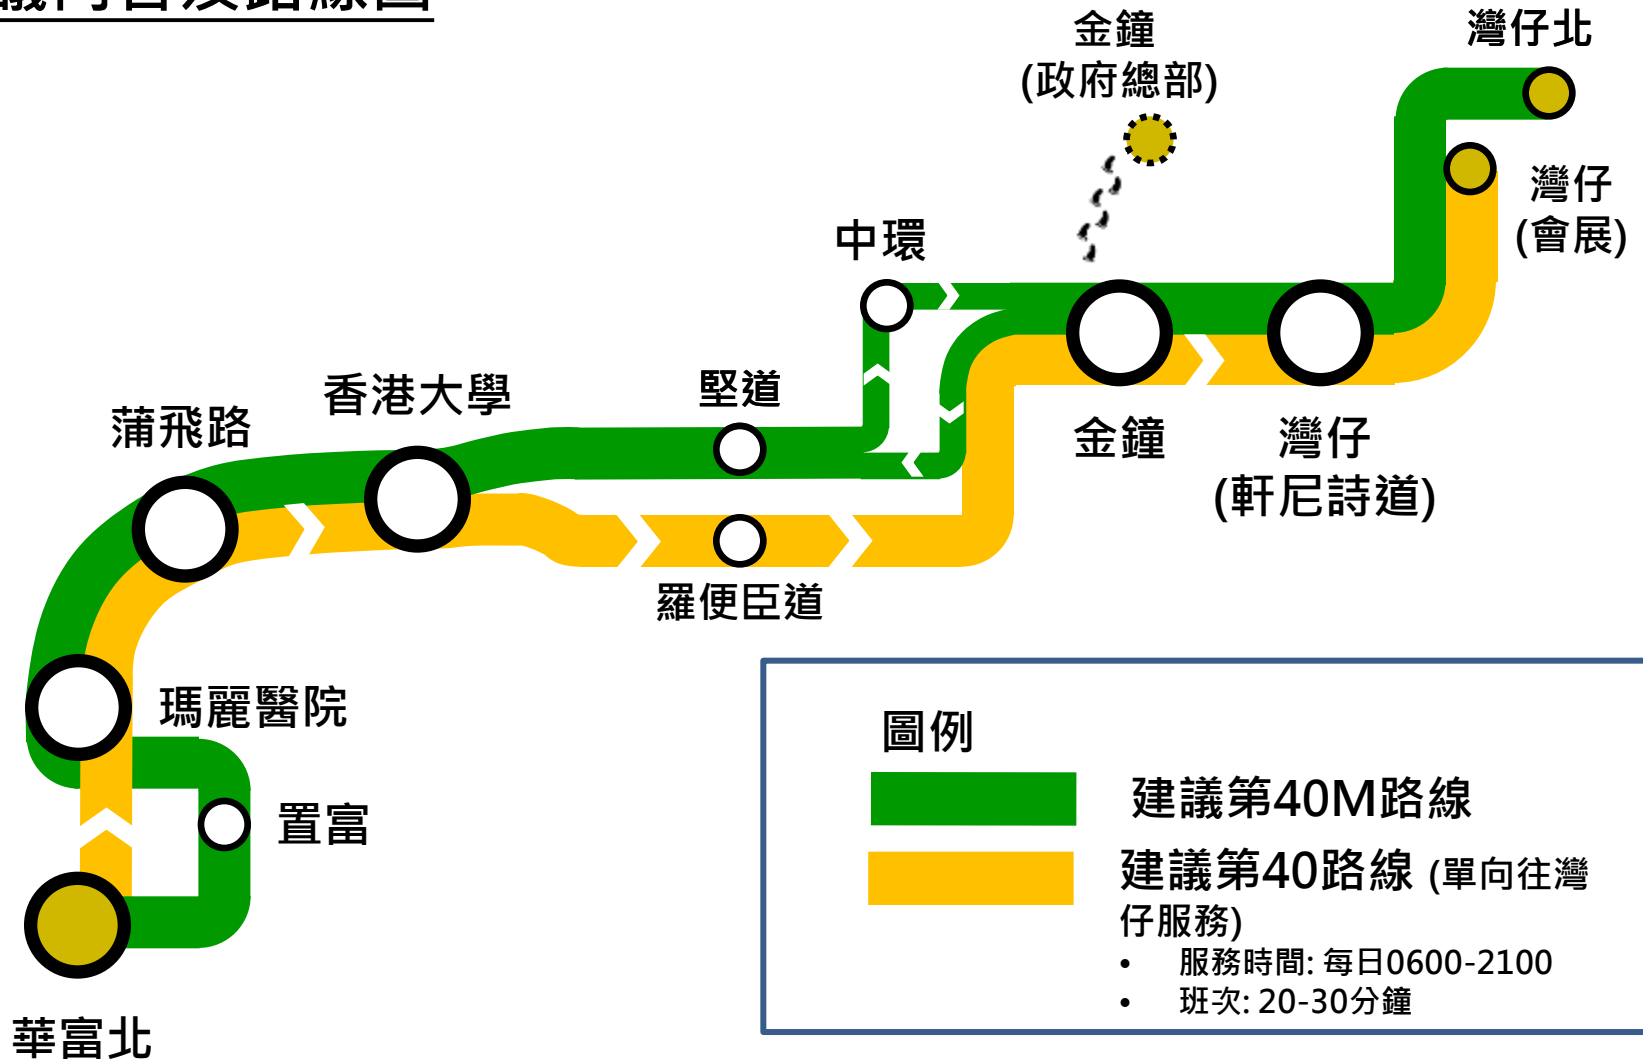 金鐘
(政府總部)
灣仔北
灣仔
(會展)
中環
堅道
香港大學
蒲飛路
金鐘
灣仔
(軒尼詩道)
羅便臣道
瑪麗醫院
置富
華富北
圖例
建議第40M路線
建議第40路線 (單向往灣
仔服務)
• 服務時間: 每日0600-2100
• 班次: 20-30分鐘